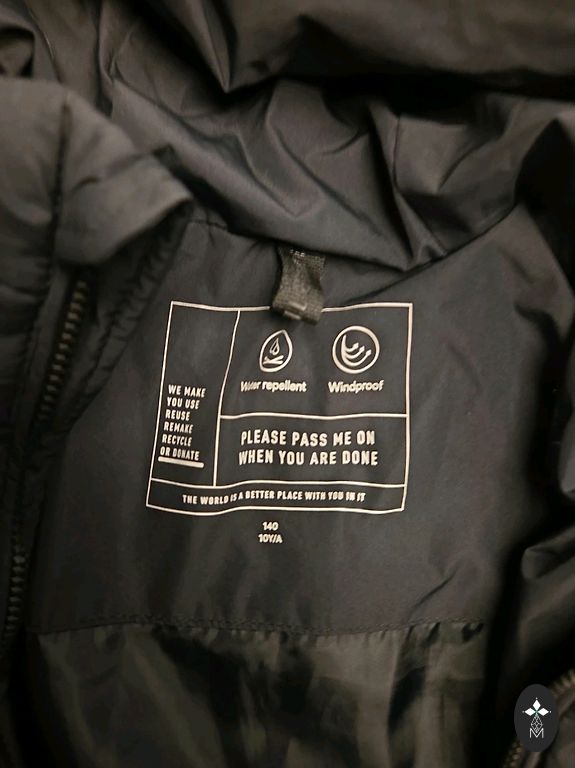 Water repellent
Windproof
WE MAKE
YOU USE
REUSE
REMAKE
RECYCLE
OR DONATE
PLEASE PASS ME ON
WHEN YOU ARE DONE
THE WORLD IS A BETTER PLACE WITH YOU IN IT
140
10Y/A